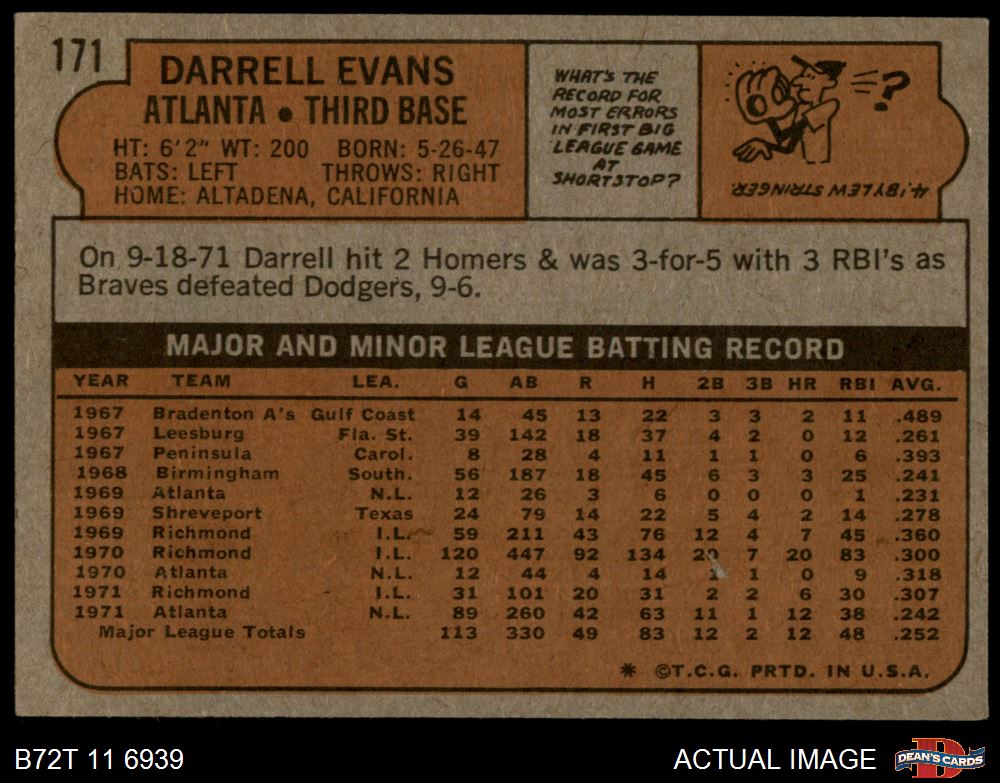 171
DARRELL EVANS
ATLANTA • THIRD BASE
HT: 6'2" WT: 200 BORN: 5-26-47
BATS: LEFT THROWS: RIGHT
HOME: ALTADENA, CALIFORNIA
WHAT'S THE
RECORD FOR
MOST ERRORS
IN FIRST BIG
LEAGUE GAME
AT
SHORTSTOP?
?
4: BY LEW STRINGER
On 9-18-71 Darrell hit 2 Homers & was 3-for-5 with 3 RBI's as
Braves defeated Dodgers, 9-6.
MAJOR AND MINOR LEAGUE BATTING RECORD
YEAR TEAM LEA. G AB R H 2B 3B HR RBI AVG.
1967 Bradenton A's Gulf Coast 14 45 13 22 3 3 2 11 .489
1967 Leesburg Fla. St. 39 142 18 37 4 2 0 12 .261
1967 Peninsula Carol. 8 28 4 11 1 1 0 6 .393
1968 Birmingham South. 56 187 18 45 6 3 3 25 .241
1969 Atlanta N.L. 12 26 3 6 0 0 0 1 .231
1969 Shreveport Texas 24 79 14 22 5 4 2 14 .278
1969 Richmond I.L. 59 211 43 76 12 4 7 45 .360
1970 Richmond I.L. 120 447 92 134 20 7 20 83 .300
1970 Atlanta N.L. 12 44 4 14 1 1 0 9 .318
1971 Richmond I.L. 31 101 20 31 2 2 6 30 .307
1971 Atlanta N.L. 89 260 42 63 11 1 12 38 .242
Major League Totals 113 330 49 83 12 2 12 48 .252
* ©T.C.G. PRTD. IN U.S.A.
B72T 11 6939
ACTUAL IMAGE
D
DEAN'S CARDS